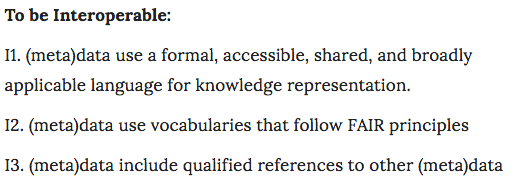 To be Interoperable:
I1. (meta)data use a formal, accessible, shared, and broadly
applicable language for knowledge representation.
I2. (meta)data use vocabularies that follow FAIR principles
I3. (meta)data include qualified references to other (meta)data